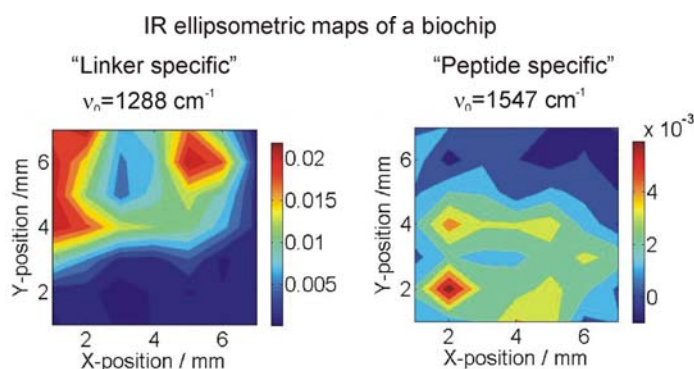 IR ellipsometric maps of a biochip
“Linker specific”
ν₀=1288 cm⁻¹
Y-position /mm
6
4
2
2 4 6
X-position / mm
0.02
0.015
0.01
0.005
“Peptide specific”
ν₀=1547 cm⁻¹
Y-position /mm
6
4
2
2 4 6
X-position / mm
x 10⁻³
4
2
0